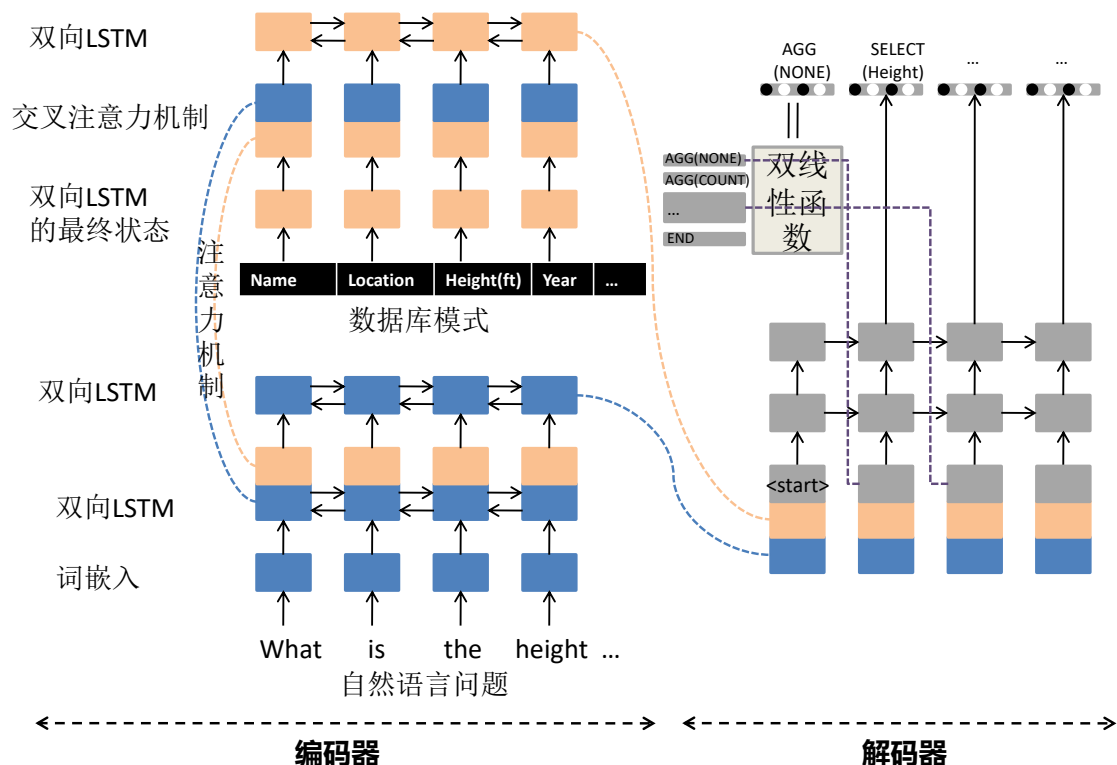 双向LSTM
交叉注意力机制
双向LSTM
的最终状态
注意力机制
Name Location Height(ft) Year ...
数据库模式
双向LSTM
双向LSTM
词嵌入
What is the height ...
自然语言问题
编码器
AGG
(NONE)
SELECT
(Height)
...
...
AGG(NONE)
AGG(COUNT)
...
END
双线
性函
数
<start>
解码器